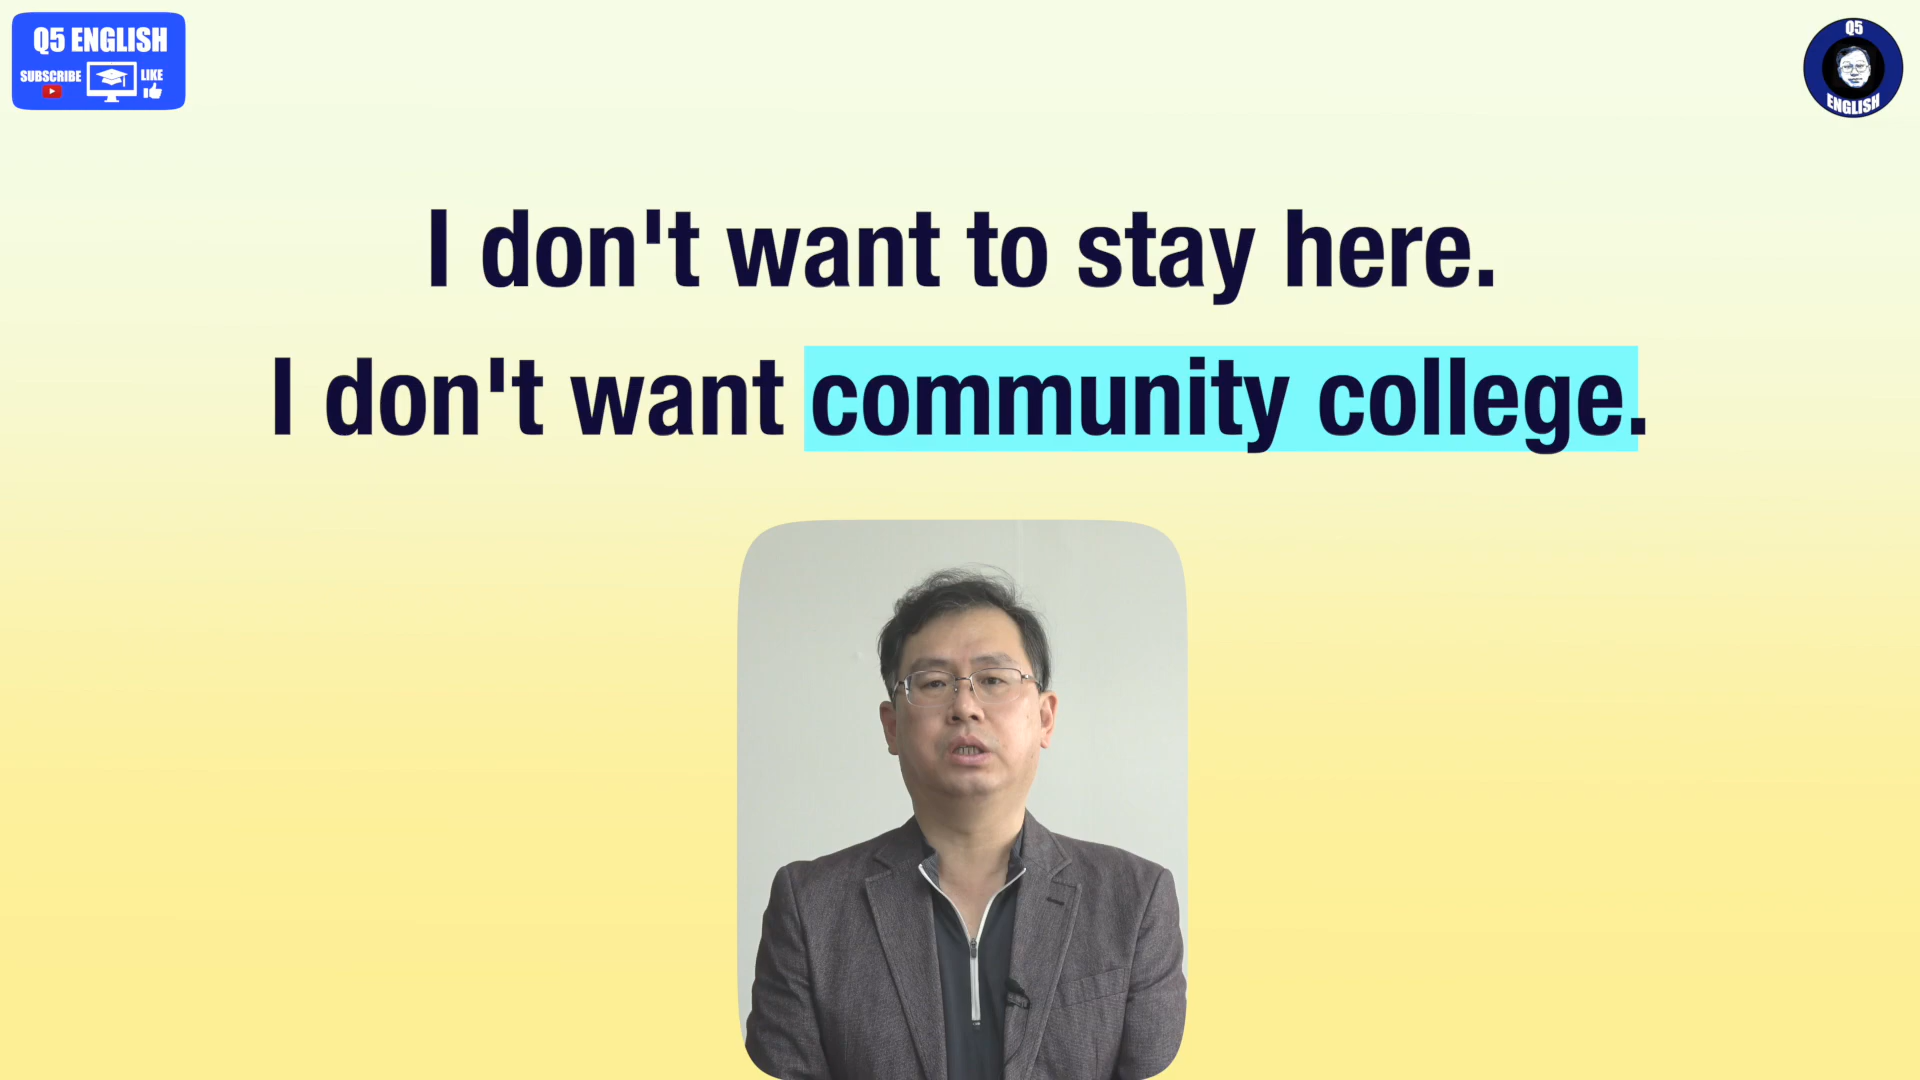 Q5 ENGLISH
SUBSCRIBE
LIKE
Q5
ENGLISH
I don't want to stay here.
I don't want community college.